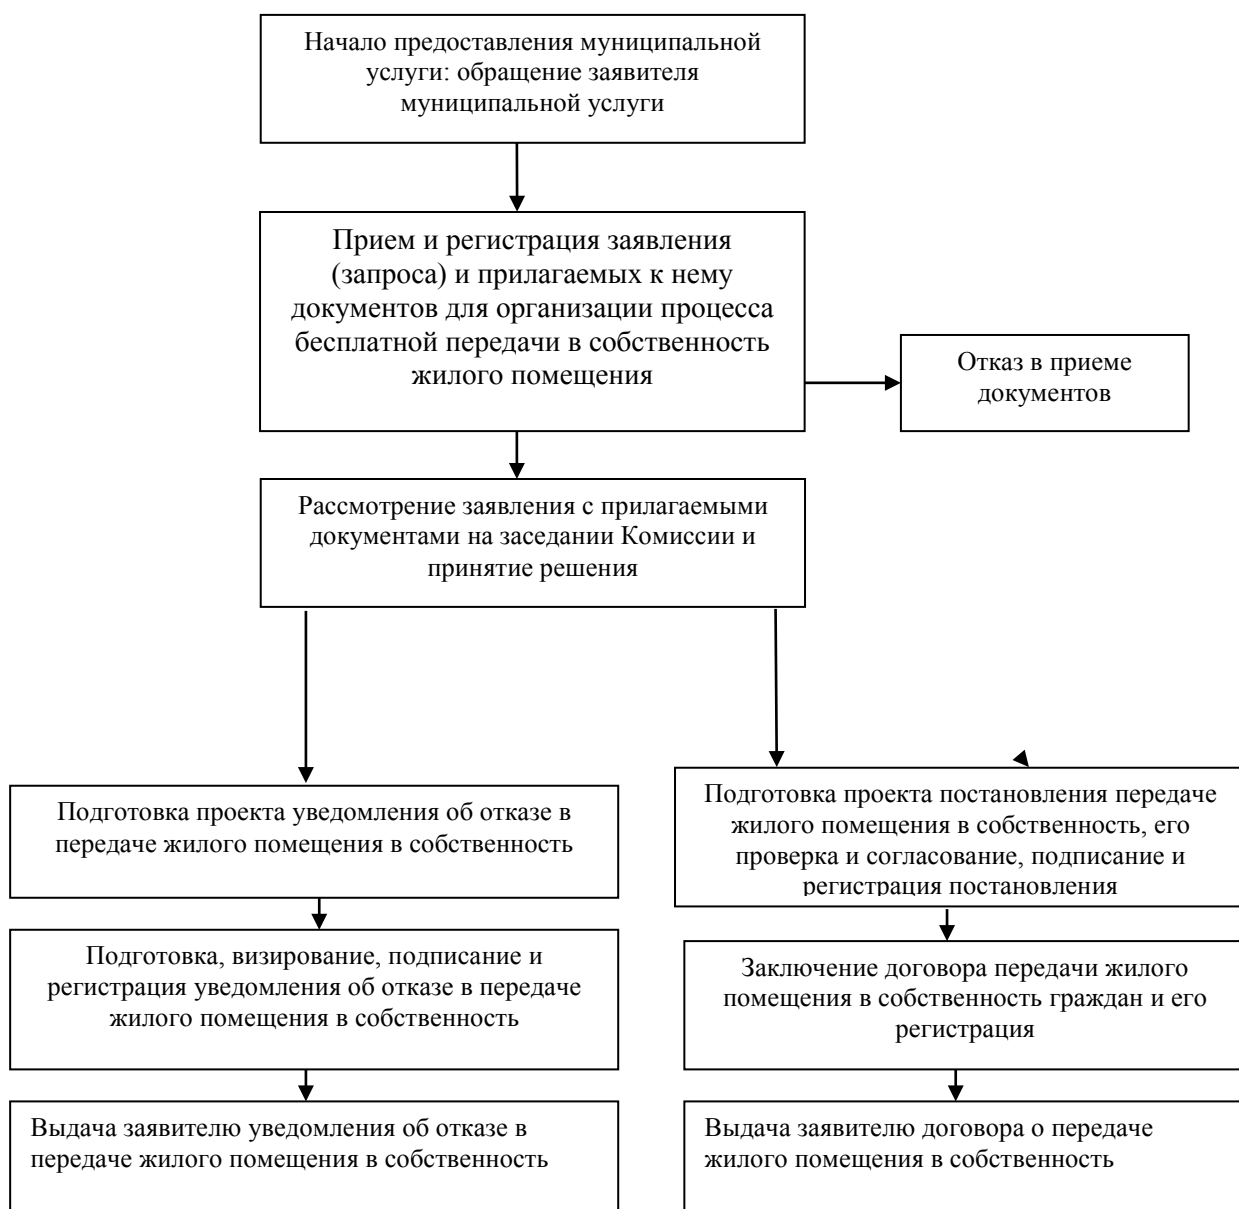 Начало предоставления муниципальной
услуги: обращение заявителя
муниципальной услуги
Прием и регистрация заявления
(запроса) и прилагаемых к нему
документов для организации процесса
бесплатной передачи в собственность
жилого помещения
Отказ в приеме
документов
Рассмотрение заявления с прилагаемыми
документами на заседании Комиссии и
принятие решения
Подготовка проекта уведомления об отказе в
передаче жилого помещения в собственность
Подготовка проекта постановления передаче
жилого помещения в собственность, его
проверка и согласование, подписание и
регистрация постановления
Подготовка, визирование, подписание и
регистрация уведомления об отказе в передаче
жилого помещения в собственность
Заключение договора передачи жилого
помещения в собственность граждан и его
регистрация
Выдача заявителю уведомления об отказе в
передаче жилого помещения в собственность
Выдача заявителю договора о передаче
жилого помещения в собственность